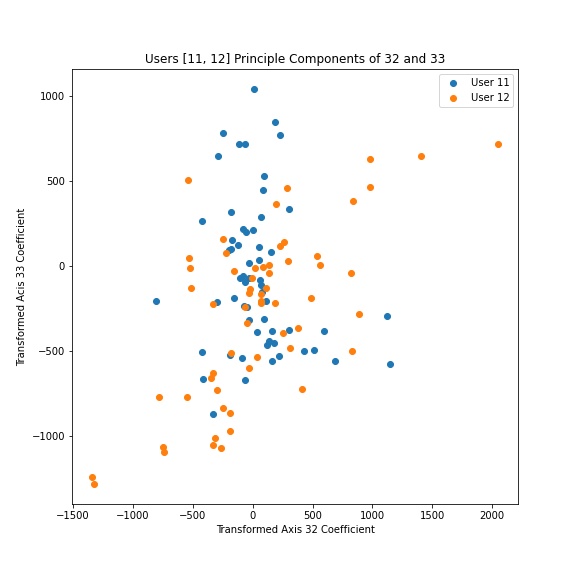 Users [11, 12] Principle Components of 32 and 33
User 11
User 12
1000
500
0
−500
−1000
Transformed Acis 33 Coefficient
−1500
−1000
−500
0
500
1000
1500
2000
Transformed Axis 32 Coefficient